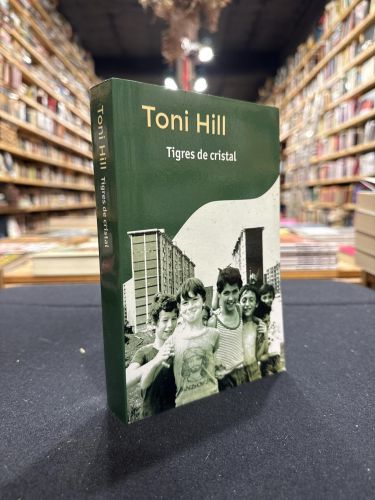 Toni Hill
Tigres de cristal
Toni Hill Tigres de cristal